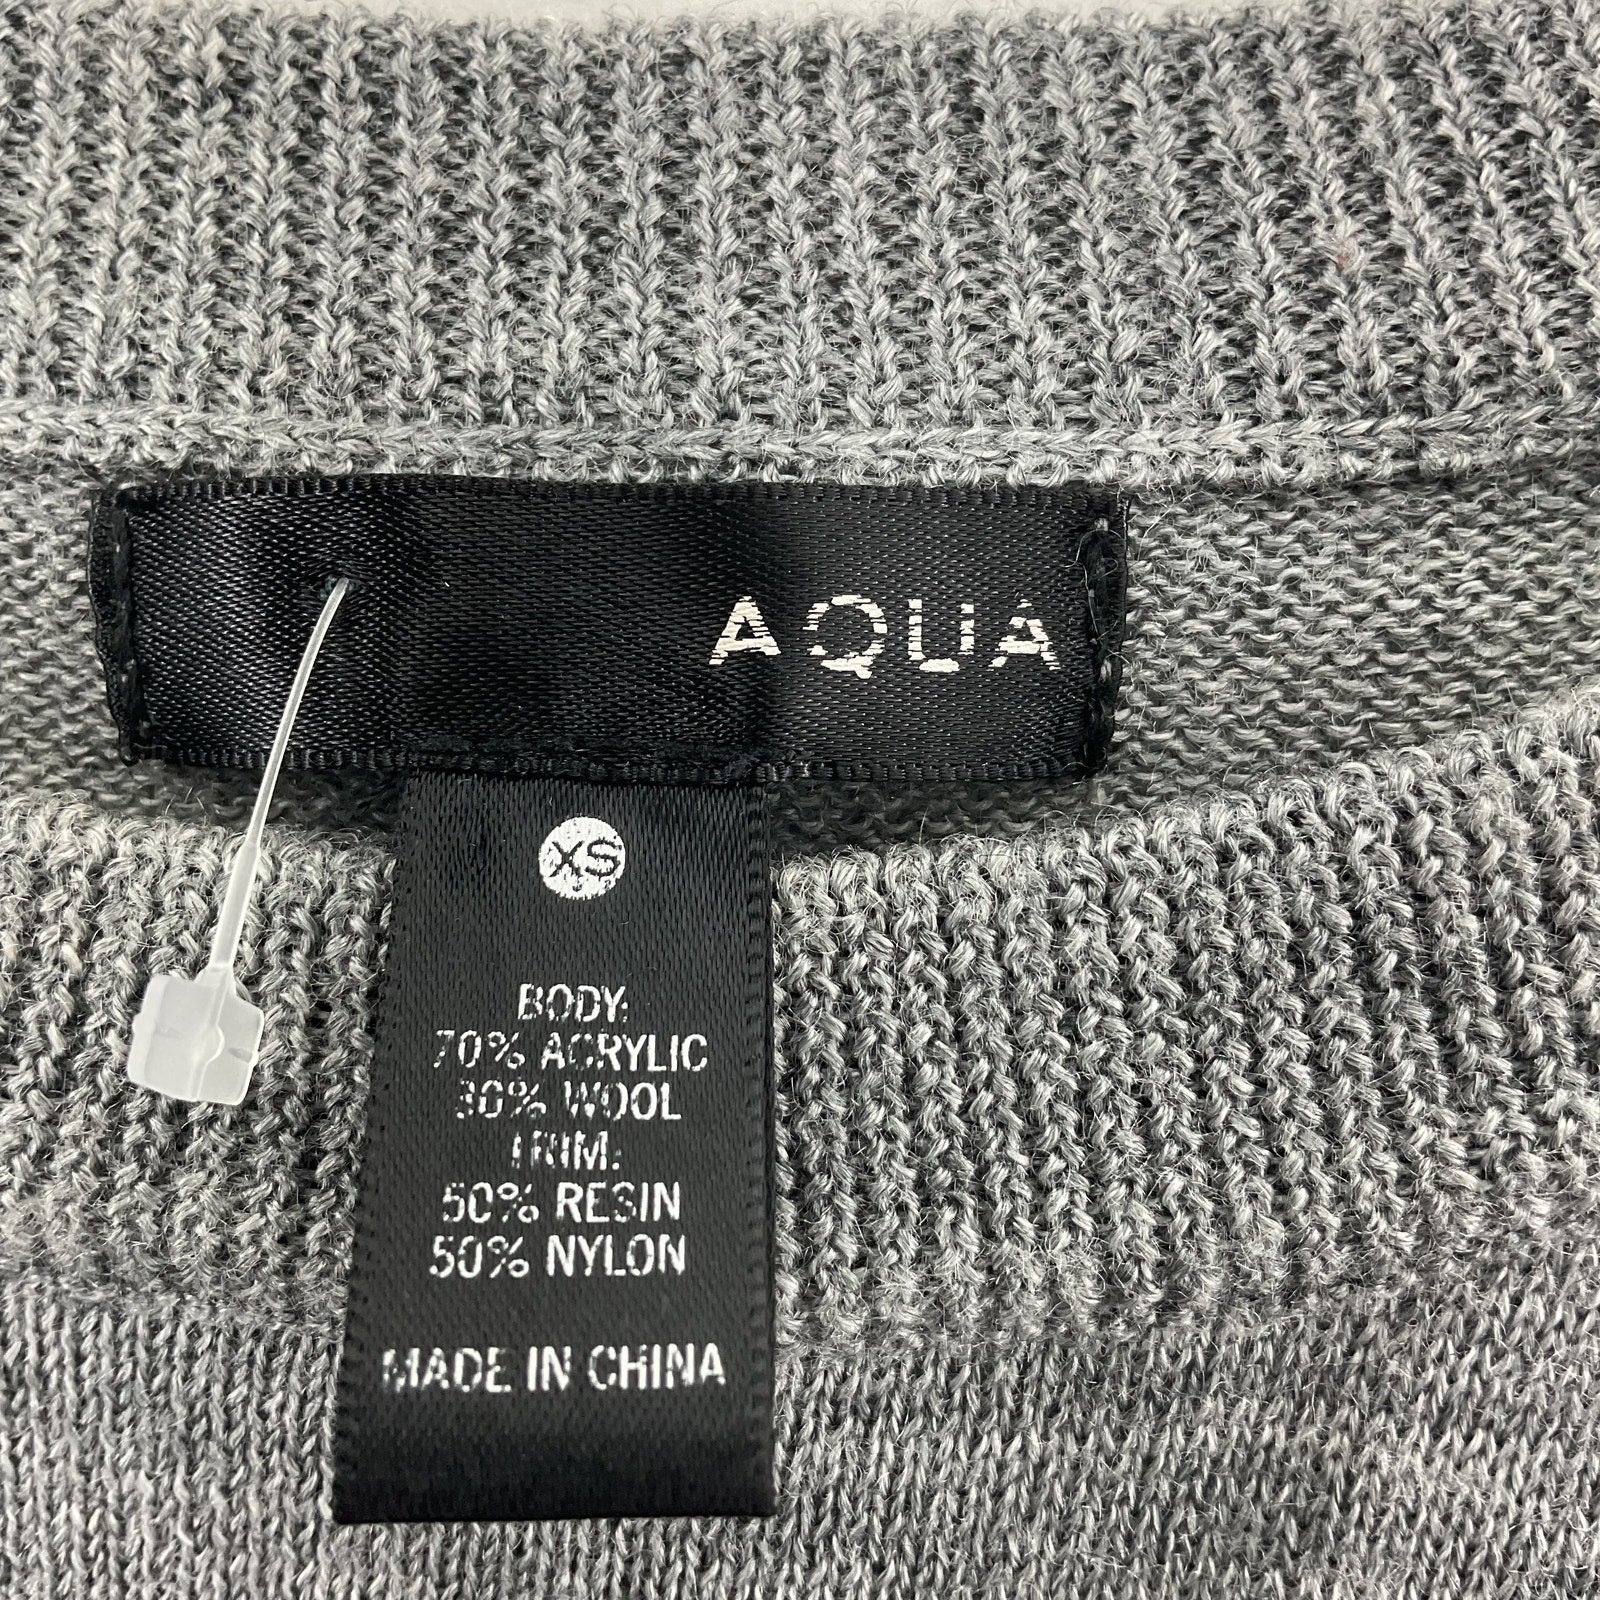 AQUA
XS
BODY:
70% ACRYLIC
30% WOOL
TRIM:
50% RESIN
50% NYLON
MADE IN CHINA